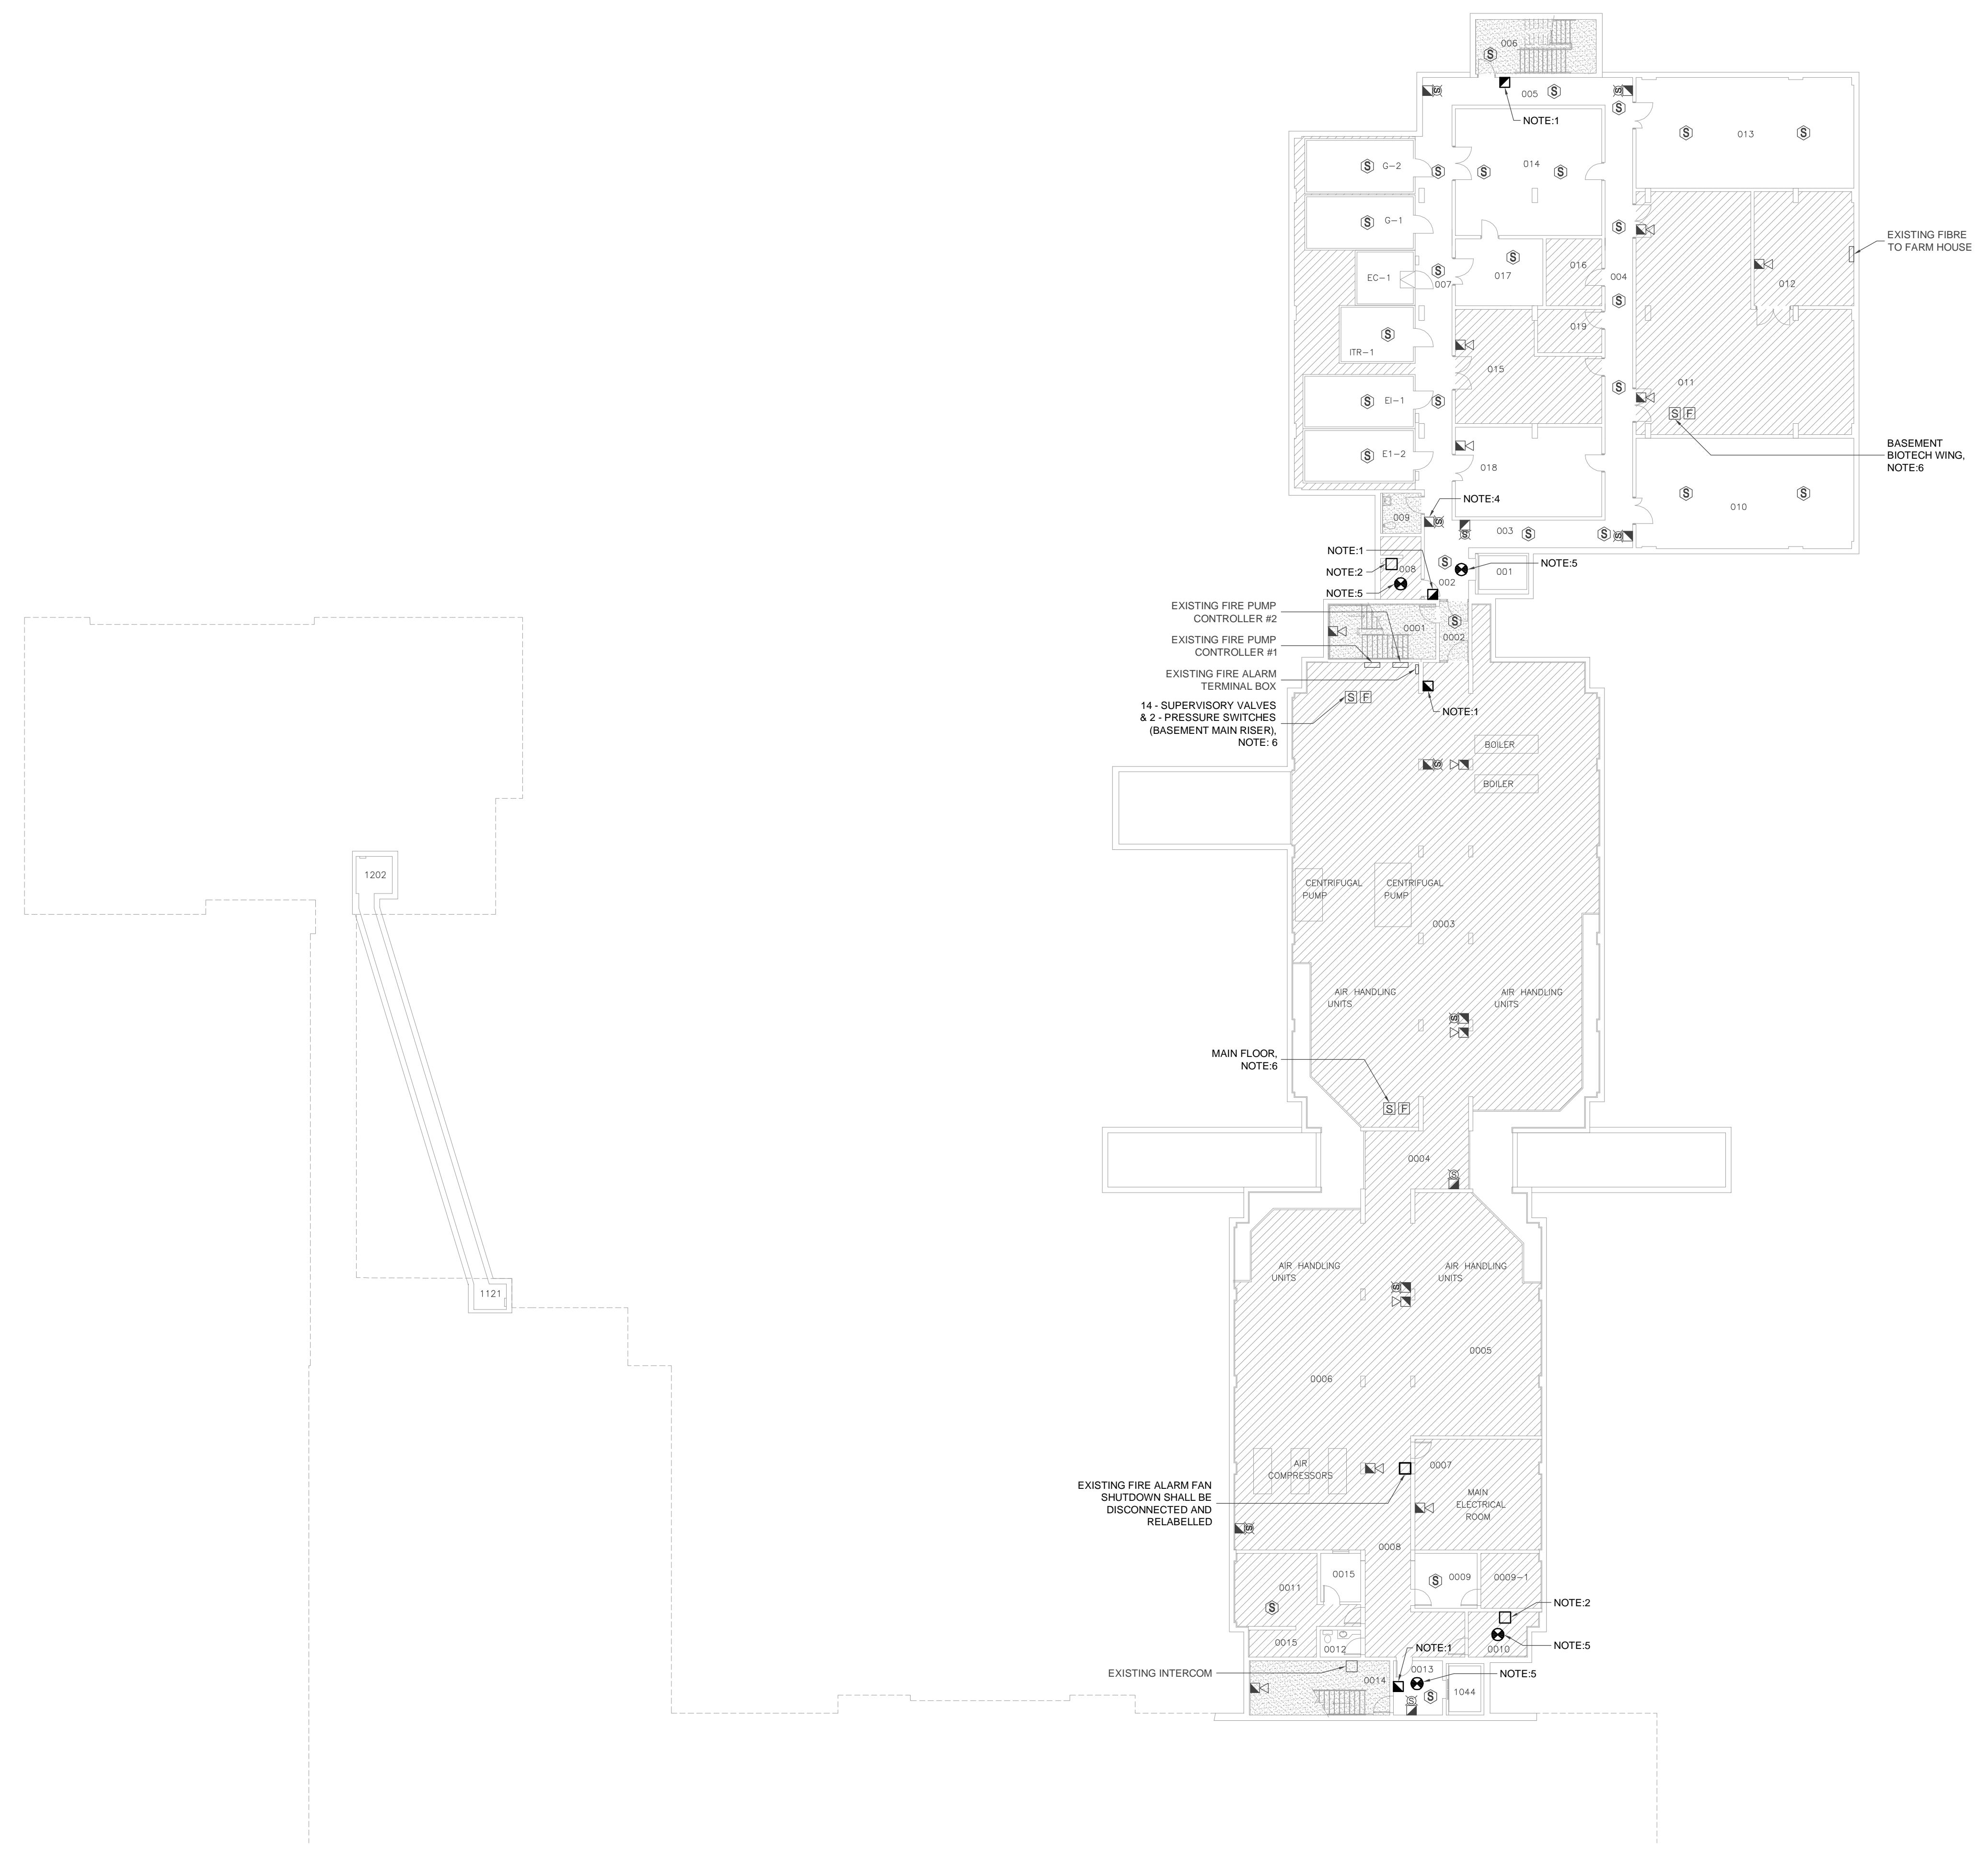 006
S
005
S
S
S
NOTE:1
S
S
013
S
S
G-2
S
S
014
S
S
G-1
S
S
EXISTING FIBRE
TO FARM HOUSE
EC-1
S
007
017
S
016
004
S
012
ITR-1
S
019
015
011
S
S
F
S
EI-1
S
S
E1-2
018
BASEMENT
BIOTECH WING,
NOTE:6
009
NOTE:4
S
S
003
S
S
S
S
010
S
NOTE:1
NOTE:2
008
NOTE:5
S
002
NOTE:5
001
EXISTING FIRE PUMP
CONTROLLER #2
0001
S
0002
EXISTING FIRE PUMP
CONTROLLER #1
EXISTING FIRE ALARM
TERMINAL BOX
14 - SUPERVISORY VALVES
& 2 - PRESSURE SWITCHES
(BASEMENT MAIN RISER),
NOTE: 6
S
F
NOTE:1
BOILER
S
BOILER
1202
CENTRIFUGAL
PUMP
CENTRIFUGAL
PUMP
0003
AIR HANDLING
UNITS
AIR HANDLING
UNITS
S
MAIN FLOOR,
NOTE:6
S
F
0004
S
AIR HANDLING
UNITS
AIR HANDLING
UNITS
S
1121
0005
0006
AIR
COMPRESSORS
0007
EXISTING FIRE ALARM FAN
SHUTDOWN SHALL BE
DISCONNECTED AND
RELABELLED
MAIN
ELECTRICAL
ROOM
S
0008
0011
S
0015
S
0009
0009-1
NOTE:2
0015
0012
NOTE:1
0010
NOTE:5
EXISTING INTERCOM
0014
0013
NOTE:5
S
S
1044